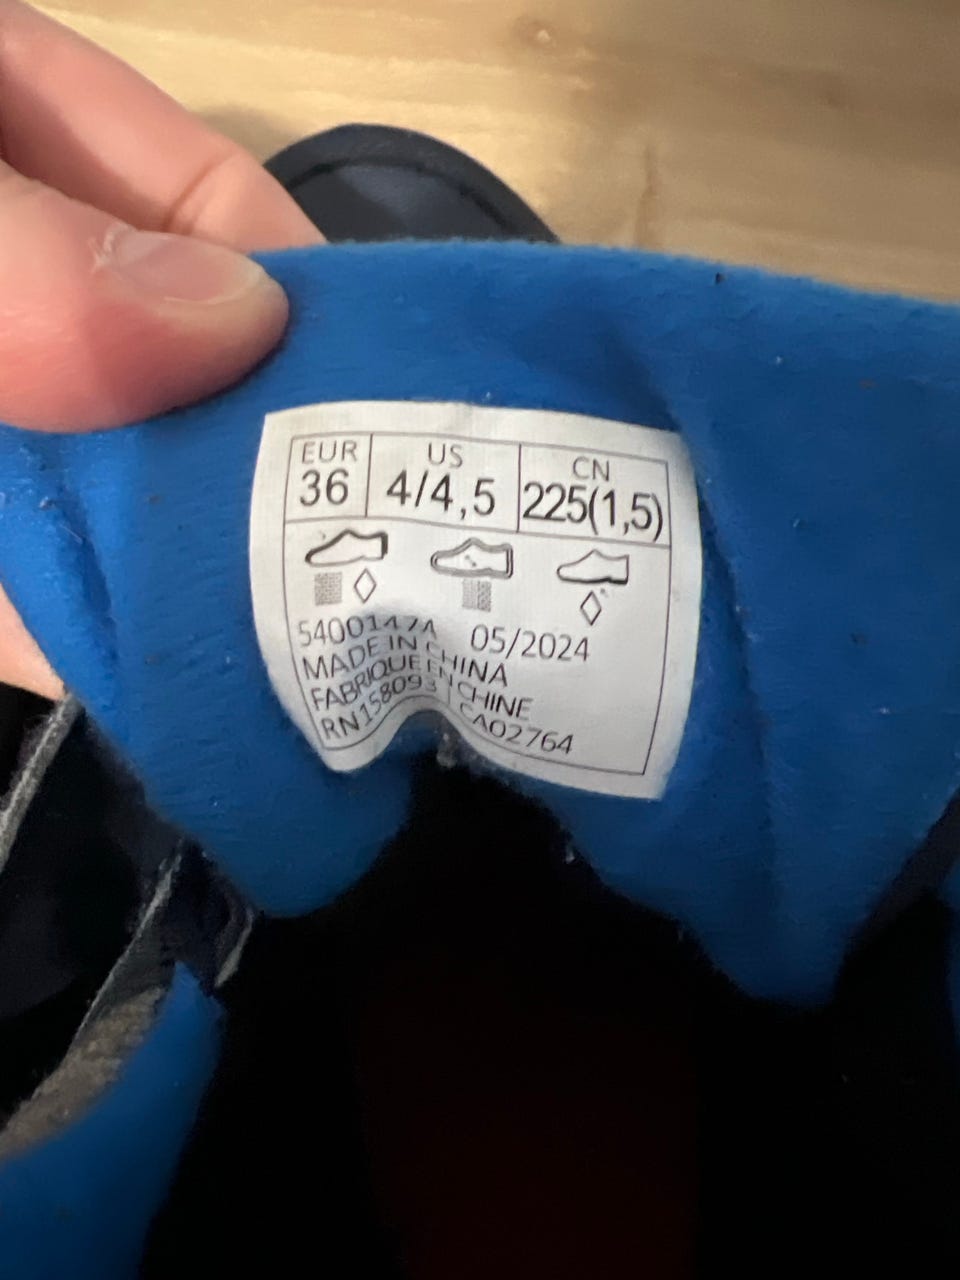 EUR US CN
36 4/4,5 225(1,5)
5400147A 05/2024
MADE IN CHINA
FABRIQUE EN CHINE
RN158093 CA02764